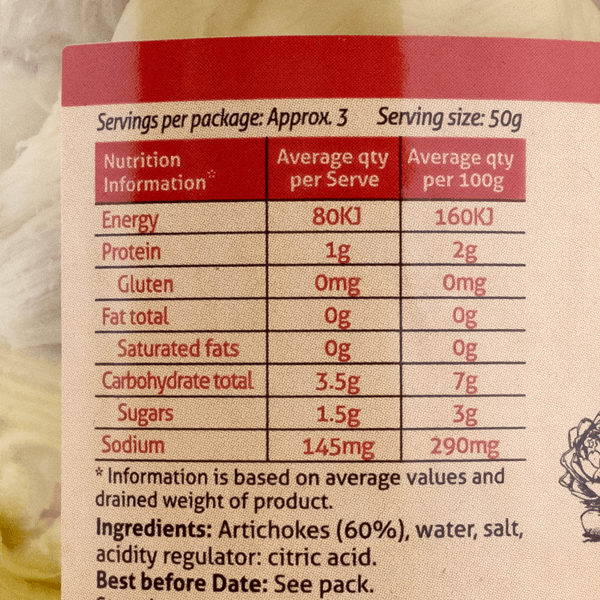 Servings per package: Approx. 3 Serving size: 50g
Nutrition Information* Average qty per Serve Average qty per 100g
Energy 80KJ 160KJ
Protein 1g 2g
Gluten 0mg 0mg
Fat total 0g 0g
Saturated fats 0g 0g
Carbohydrate total 3.5g 7g
Sugars 1.5g 3g
Sodium 145mg 290mg
* Information is based on average values and
drained weight of product.
Ingredients: Artichokes (60%), water, salt,
acidity regulator: citric acid.
Best before Date: See pack.